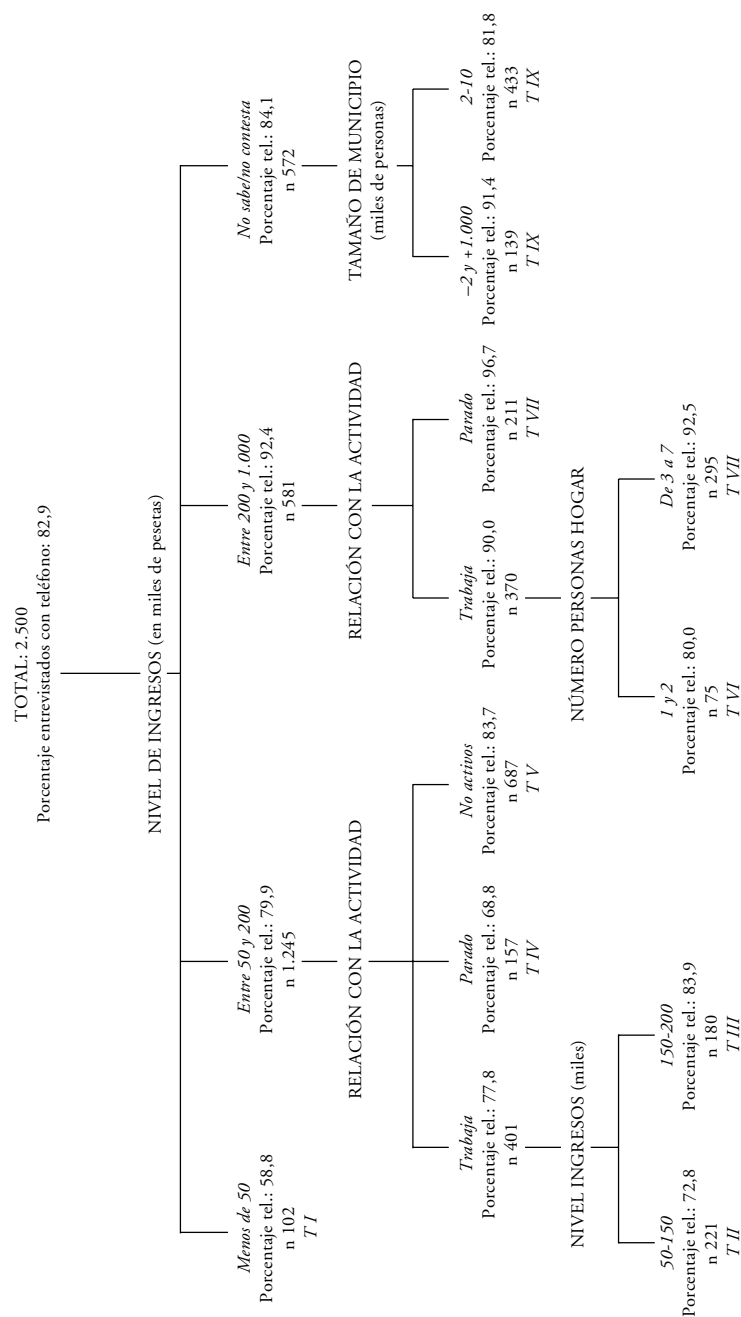 TOTAL: 2.500
Porcentaje entrevistados con teléfono: 82,9
NIVEL DE INGRESOS (en miles de pesetas)
Menos de 50
Porcentaje tel.: 58,8
n 102
T I
Entre 50 y 200
Porcentaje tel.: 79,9
n 1.245
Entre 200 y 1.000
Porcentaje tel.: 92,4
n 581
No sabe/no contesta
Porcentaje tel.: 84,1
n 572
RELACIÓN CON LA ACTIVIDAD
RELACIÓN CON LA ACTIVIDAD
TAMAÑO DE MUNICIPIO
(miles de personas)
Trabaja
Porcentaje tel.: 77,8
n 401
Parado
Porcentaje tel.: 68,8
n 157
T IV
No activos
Porcentaje tel.: 83,7
n 687
T V
Trabaja
Porcentaje tel.: 90,0
n 370
Parado
Porcentaje tel.: 96,7
n 211
T VII
−2 y +1.000
Porcentaje tel.: 91,4
n 139
T IX
2-10
Porcentaje tel.: 81,8
n 433
T IX
NIVEL INGRESOS (miles)
NÚMERO PERSONAS HOGAR
50-150
Porcentaje tel.: 72,8
n 221
T II
150-200
Porcentaje tel.: 83,9
n 180
T III
1 y 2
Porcentaje tel.: 80,0
n 75
T VI
De 3 a 7
Porcentaje tel.: 92,5
n 295
T VII